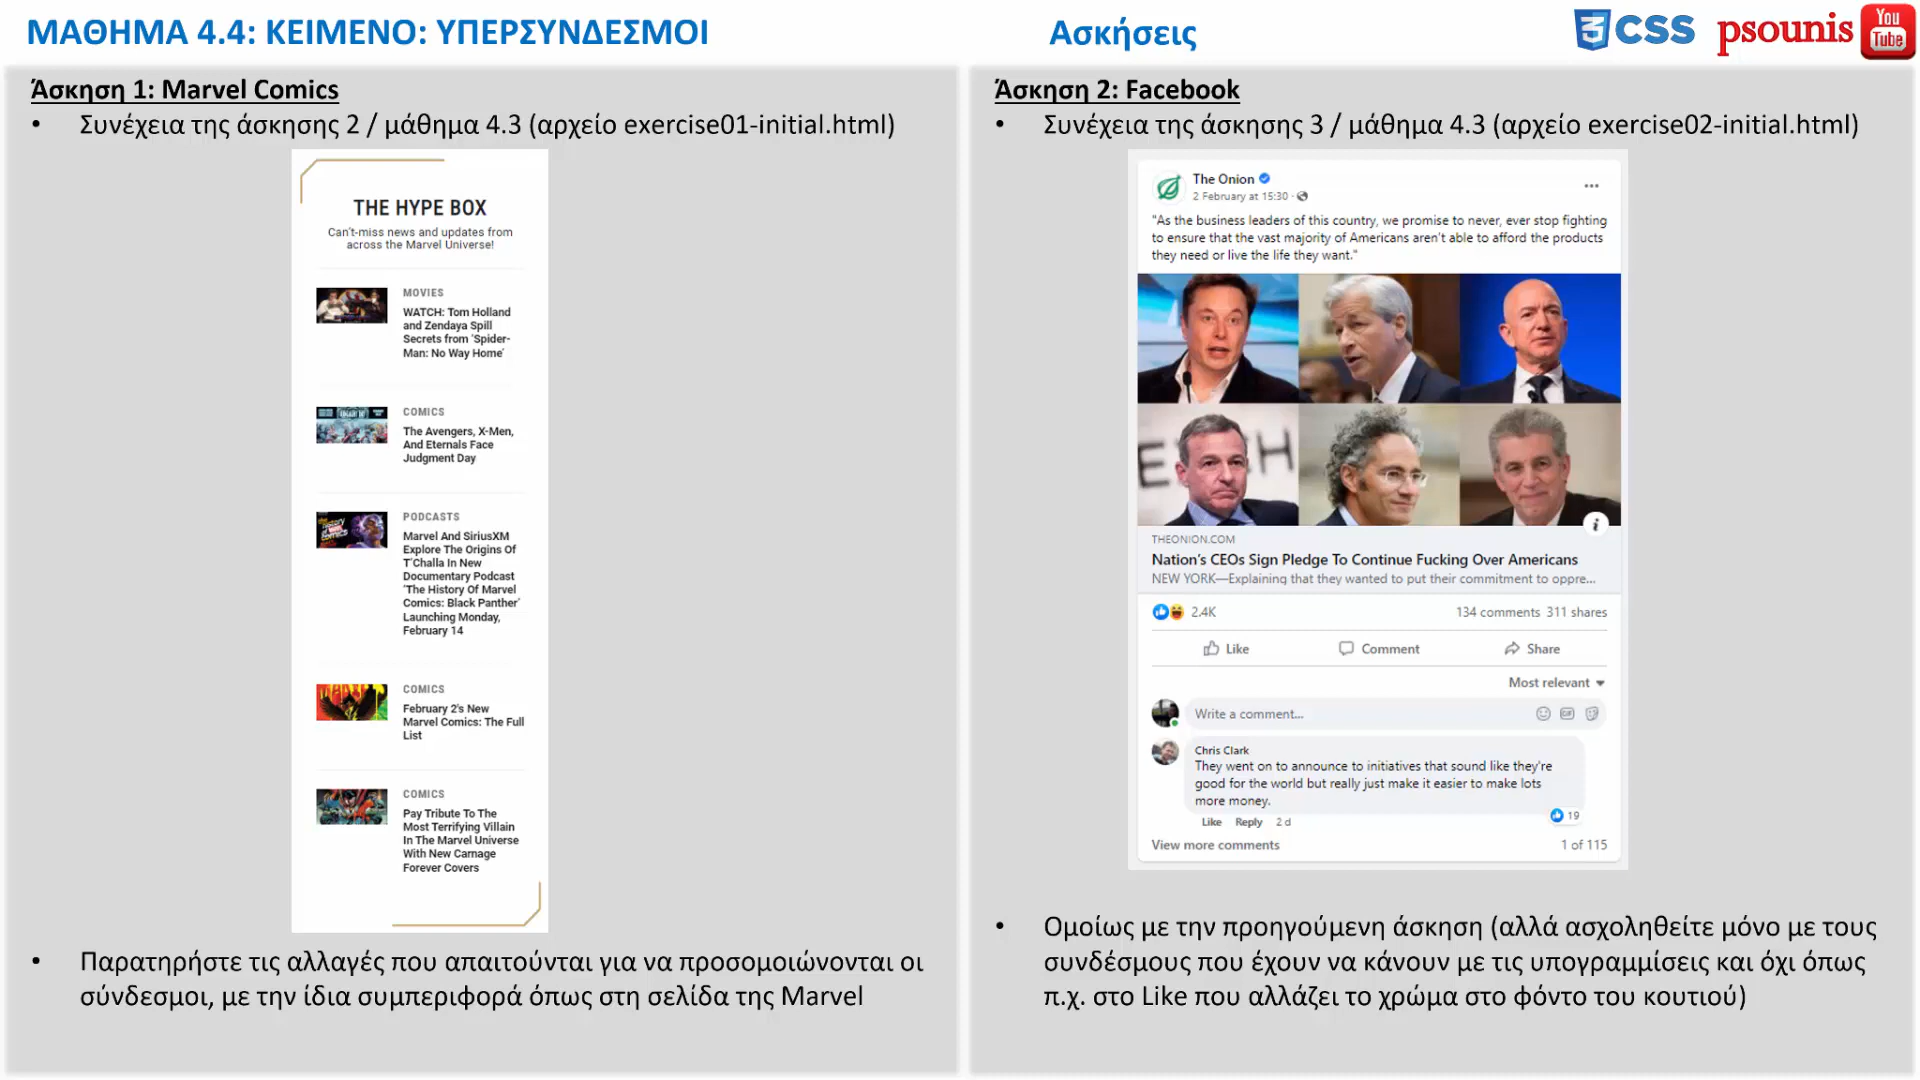 ΜΑΘΗΜΑ 4.4: ΚΕΙΜΕΝΟ: ΥΠΕΡΣΥΝΔΕΣΜΟΙ
Ασκήσεις
3 CSS
psounis
You
Tube
Άσκηση 1: Marvel Comics
• Συνέχεια της άσκησης 2 / μάθημα 4.3 (αρχείο exercise01-initial.html)
THE HYPE BOX
Can't-miss news and updates from
across the Marvel Universe!
MOVIES
WATCH: Tom Holland
and Zendaya Spill
Secrets from 'Spider-
Man: No Way Home'
COMICS
The Avengers, X-Men,
And Eternals Face
Judgment Day
PODCASTS
Marvel And SiriusXM
Explore The Origins Of
T'Challa In New
Documentary Podcast
'The History Of Marvel
Comics: Black Panther'
Launching Monday,
February 14
COMICS
February 2's New
Marvel Comics: The Full
List
COMICS
Pay Tribute To The
Most Terrifying Villain
In The Marvel Universe
With New Carnage
Forever Covers
• Παρατηρήστε τις αλλαγές που απαιτούνται για να προσομοιώνονται οι
σύνδεσμοι, με την ίδια συμπεριφορά όπως στη σελίδα της Marvel
Άσκηση 2: Facebook
• Συνέχεια της άσκησης 3 / μάθημα 4.3 (αρχείο exercise02-initial.html)
The Onion
2 February at 15:30 ·
"As the business leaders of this country, we promise to never, ever stop fighting
to ensure that the vast majority of Americans aren't able to afford the products
they need or live the life they want."
THEONION.COM
Nation's CEOs Sign Pledge To Continue Fucking Over Americans
NEW YORK—Explaining that they wanted to put their commitment to oppre...
2.4K
134 comments 311 shares
Like
Comment
Share
Most relevant
Write a comment...
GIF
Chris Clark
They went on to announce to initiatives that sound like they're
good for the world but really just make it easier to make lots
more money.
19
Like Reply 2 d
View more comments
1 of 115
• Ομοίως με την προηγούμενη άσκηση (αλλά ασχοληθείτε μόνο με τους
συνδέσμους που έχουν να κάνουν με τις υπογραμμίσεις και όχι όπως
π.χ. στο Like που αλλάζει το χρώμα στο φόντο του κουτιού)